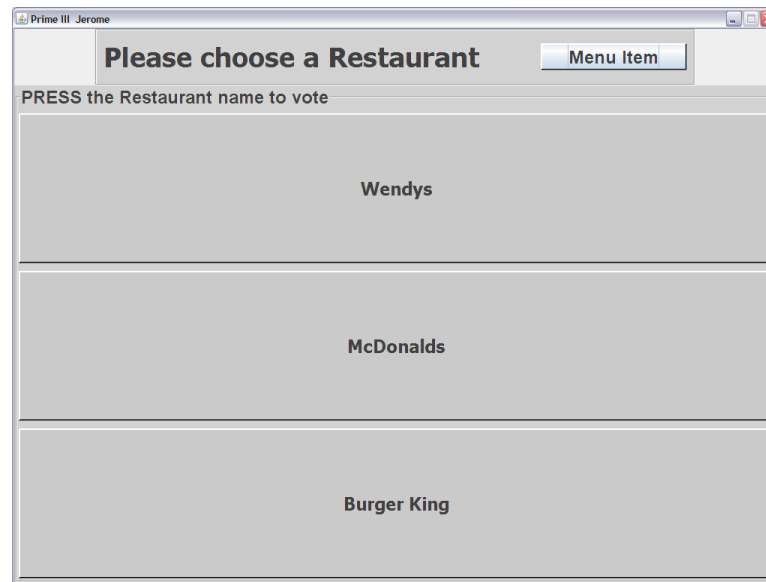 Prime III Jerome
Please choose a Restaurant
Menu Item
PRESS the Restaurant name to vote
Wendys
McDonalds
Burger King